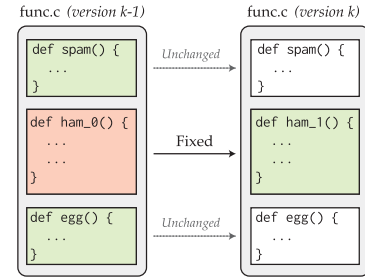 func.c (version k-1)
func.c (version k)
def spam() {
...
}
Unchanged
def spam() {
...
}
def ham_0() {
...
...
}
Fixed
def ham_1() {
...
...
}
def egg() {
...
}
Unchanged
def egg() {
...
}